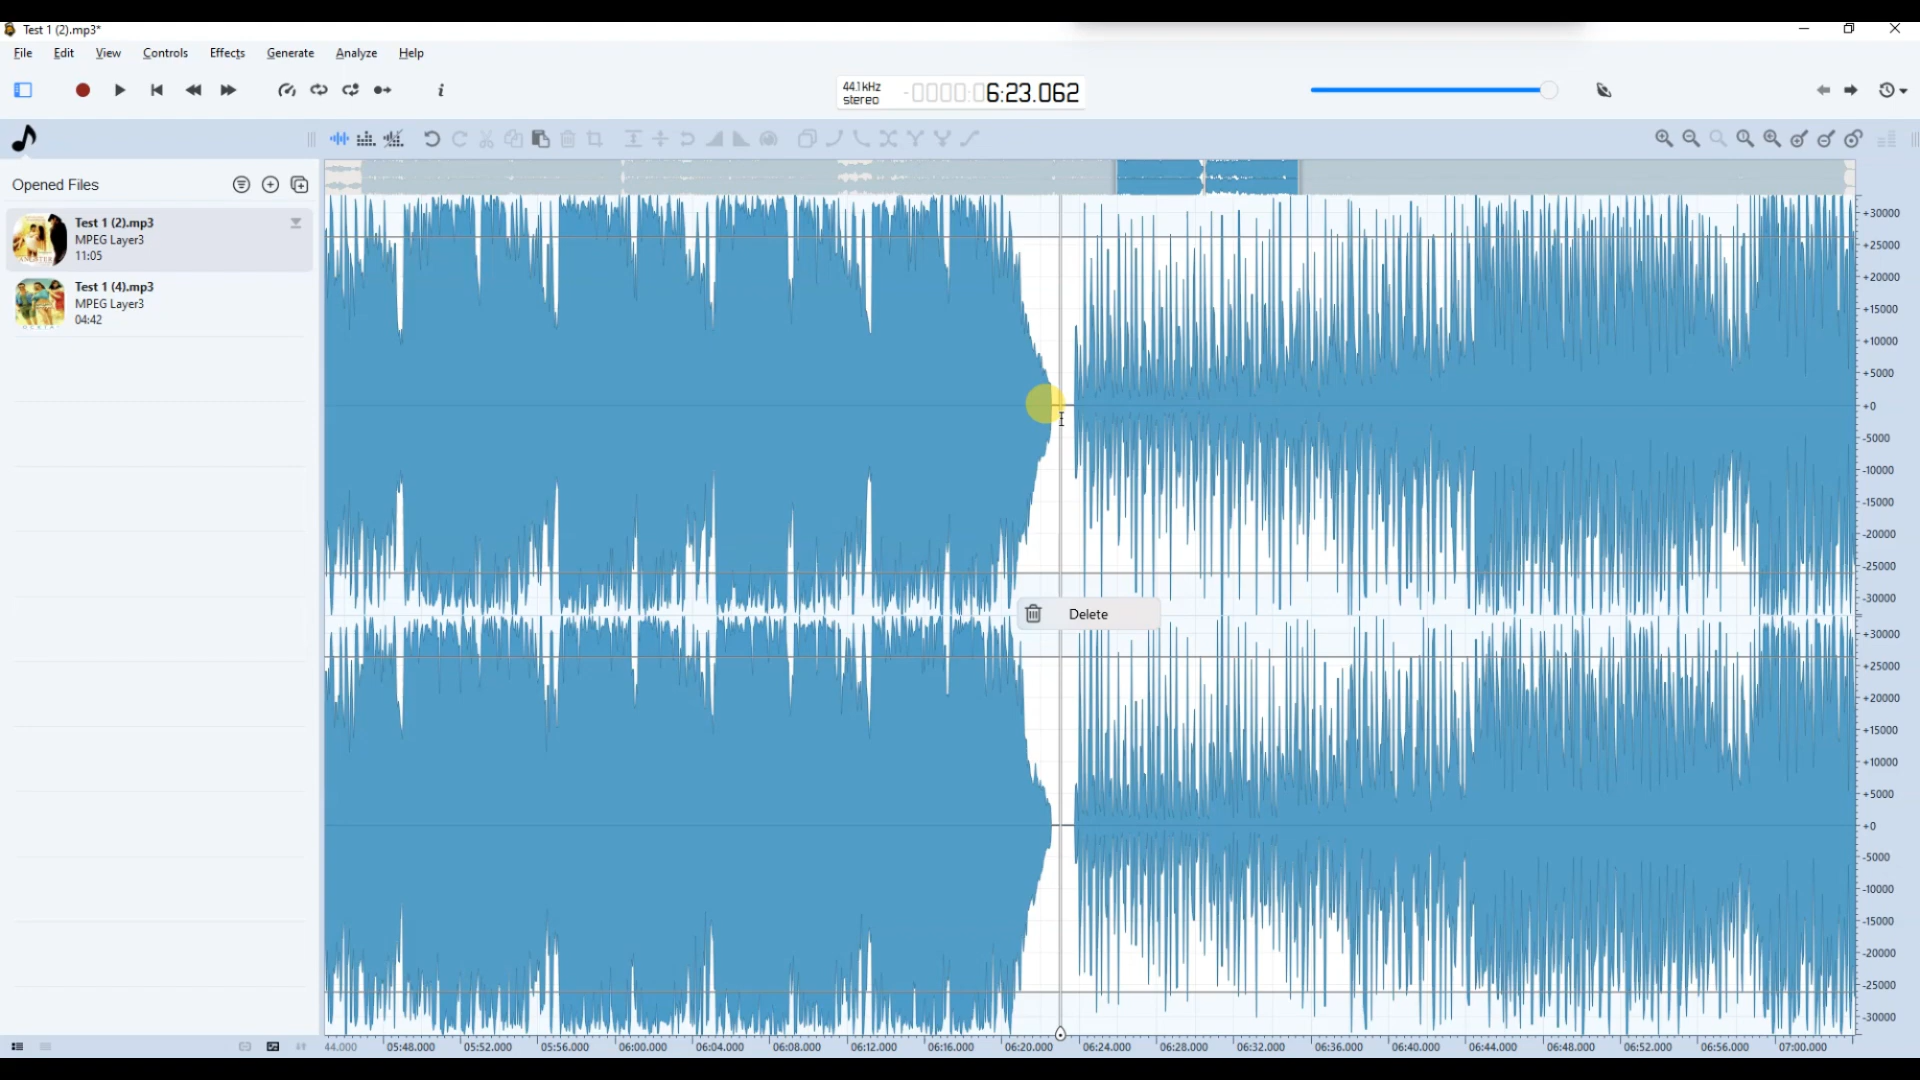 Test 1 (2).mp3*
File Edit View Controls Effects Generate Analyze Help
44.1 kHz
stereo
-0000:06:23.062
Opened Files
Test 1 (2).mp3
MPEG Layer3
11:05
Test 1 (4).mp3
MPEG Layer3
04:42
+30000
+25000
+20000
+15000
+10000
+5000
+0
-5000
-10000
-15000
-20000
-25000
-30000
Delete
+30000
+25000
+20000
+15000
+10000
+5000
+0
-5000
-10000
-15000
-20000
-25000
-30000
44.000 05:48.000 05:52.000 05:56.000 06:00.000 06:04.000 06:08.000 06:12.000 06:16.000 06:20.000 06:24.000 06:28.000 06:32.000 06:36.000 06:40.000 06:44.000 06:48.000 06:52.000 06:56.000 07:00.000